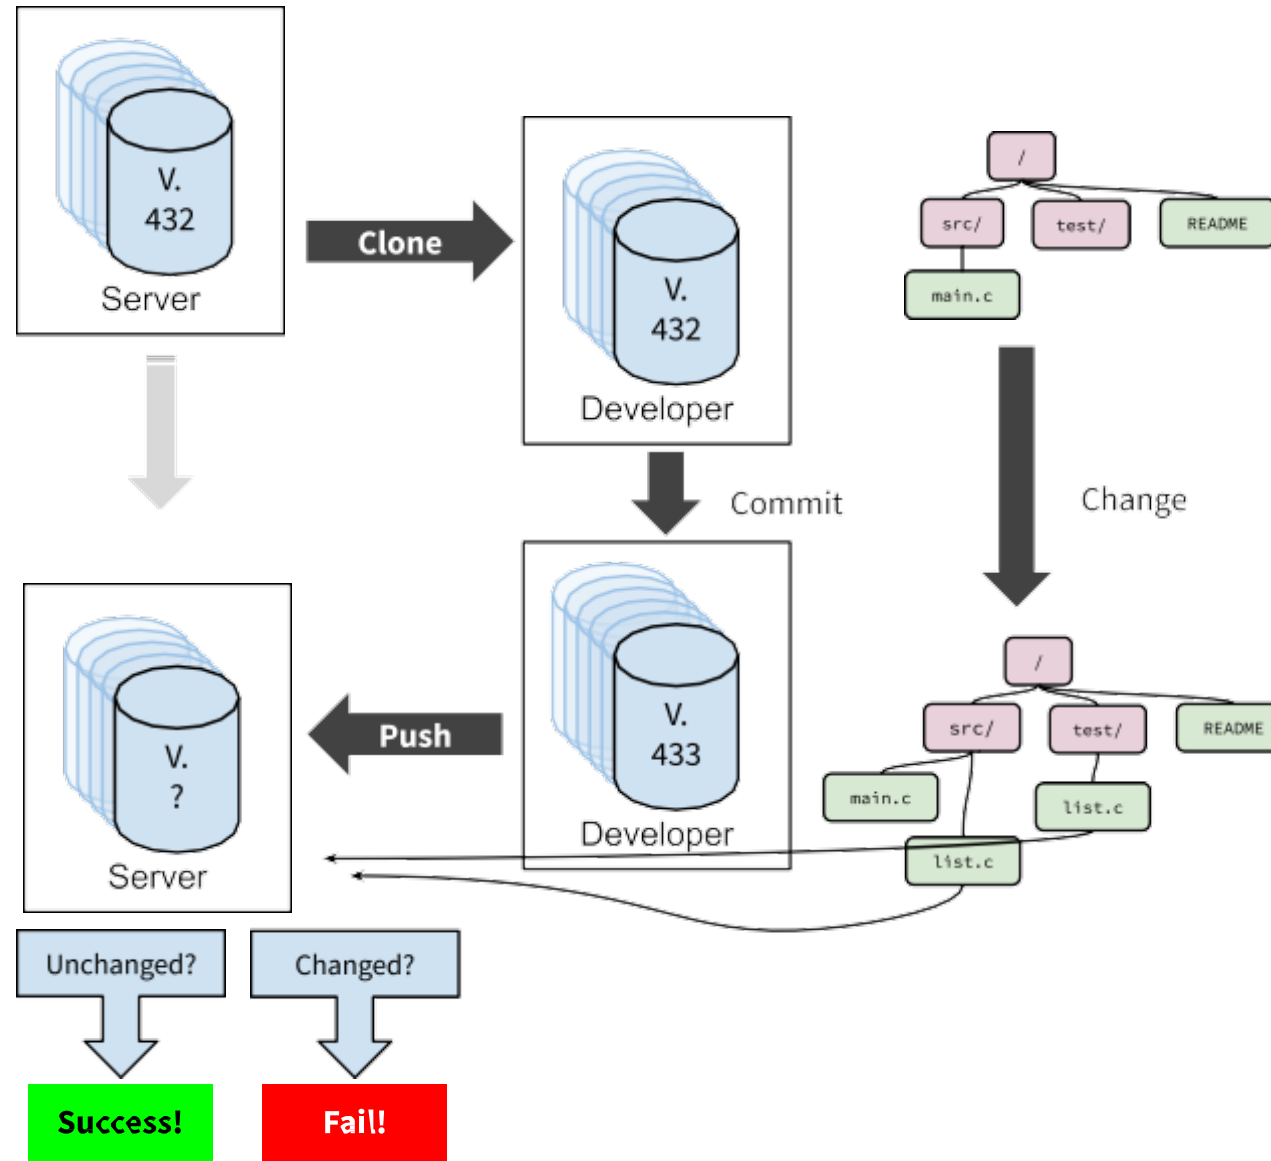 V.
432
Server
Clone
V.
432
Developer
/
src/
test/
README
main.c
Commit
Change
V.
?
Server
Push
V.
433
Developer
/
src/
test/
README
main.c
list.c
list.c
Unchanged?
Changed?
Success!
Fail!